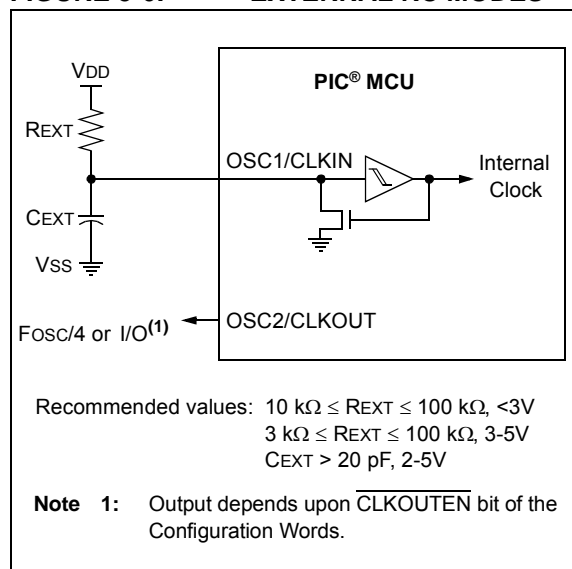 VDD
PIC® MCU
REXT
OSC1/CLKIN
Internal
Clock
CEXT
VSS
OSC2/CLKOUT
FOSC/4 or I/O(1)
Recommended values: 10 kΩ ≤ REXT ≤ 100 kΩ, <3V
3 kΩ ≤ REXT ≤ 100 kΩ, 3-5V
CEXT > 20 pF, 2-5V
Note 1: Output depends upon CLKOUTEN bit of the
Configuration Words.